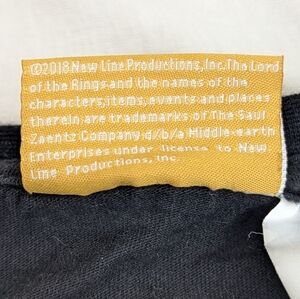 ©2018 New Line Productions, Inc. The Lord
of the Rings and the names of the
characters, items, events and places
therein are trademarks of The Saul
Zaentz Company d/b/a Middle-earth
Enterprises under license to New
Line Productions, Inc.